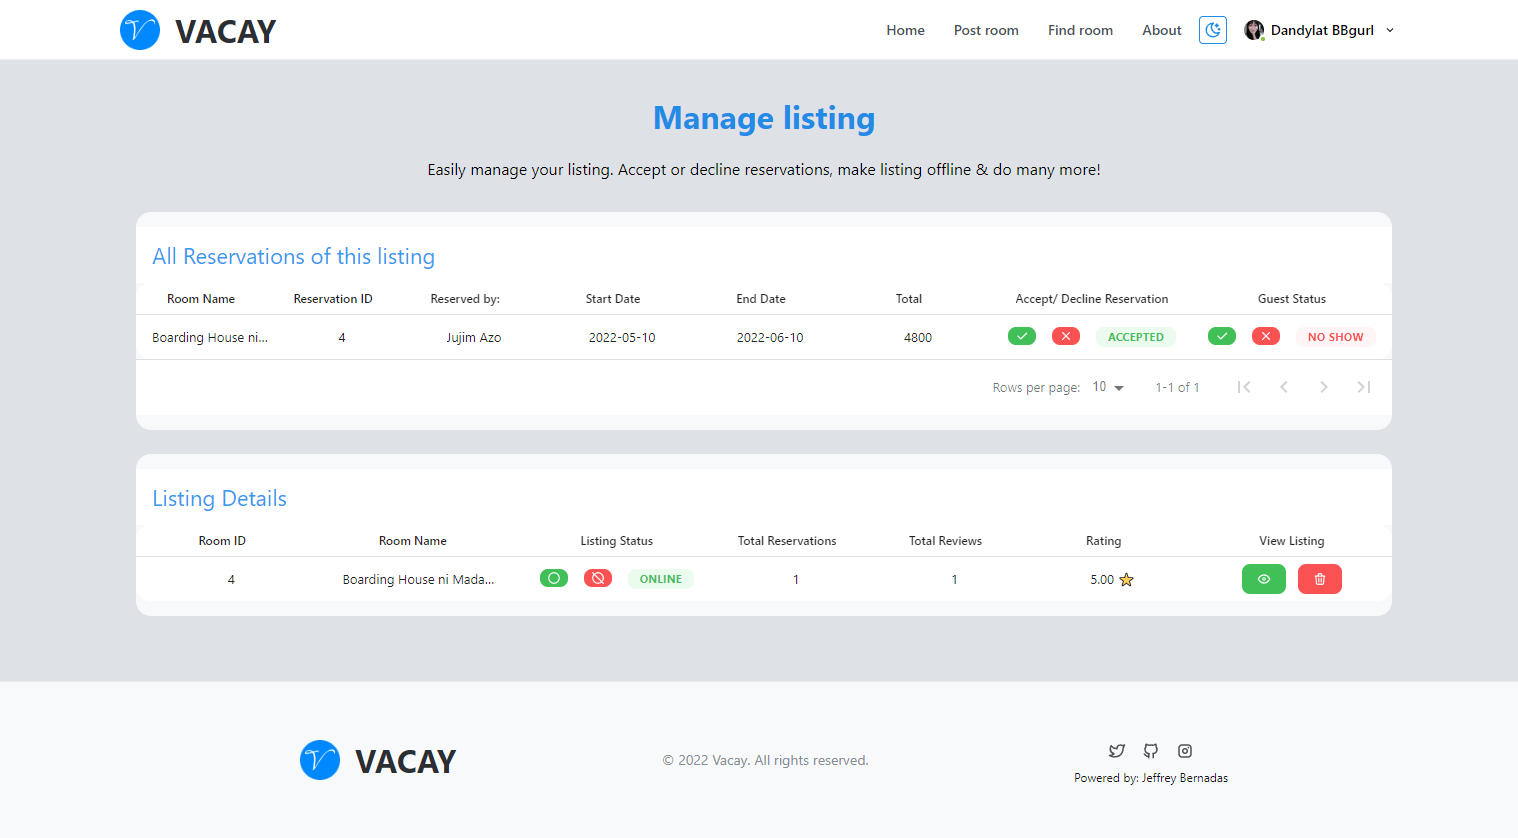 VACAY
Home Post room Find room About Dandylat BBgurl
Manage listing
Easily manage your listing. Accept or decline reservations, make listing offline & do many more!
All Reservations of this listing
Room Name Reservation ID Reserved by: Start Date End Date Total Accept/ Decline Reservation Guest Status
Boarding House ni... 4 Jujim Azo 2022-05-10 2022-06-10 4800 ACCEPTED NO SHOW
Rows per page: 10 1-1 of 1
Listing Details
Room ID Room Name Listing Status Total Reservations Total Reviews Rating View Listing
4 Boarding House ni Mada... ONLINE 1 1 5.00
VACAY
© 2022 Vacay. All rights reserved.
Powered by: Jeffrey Bernadas